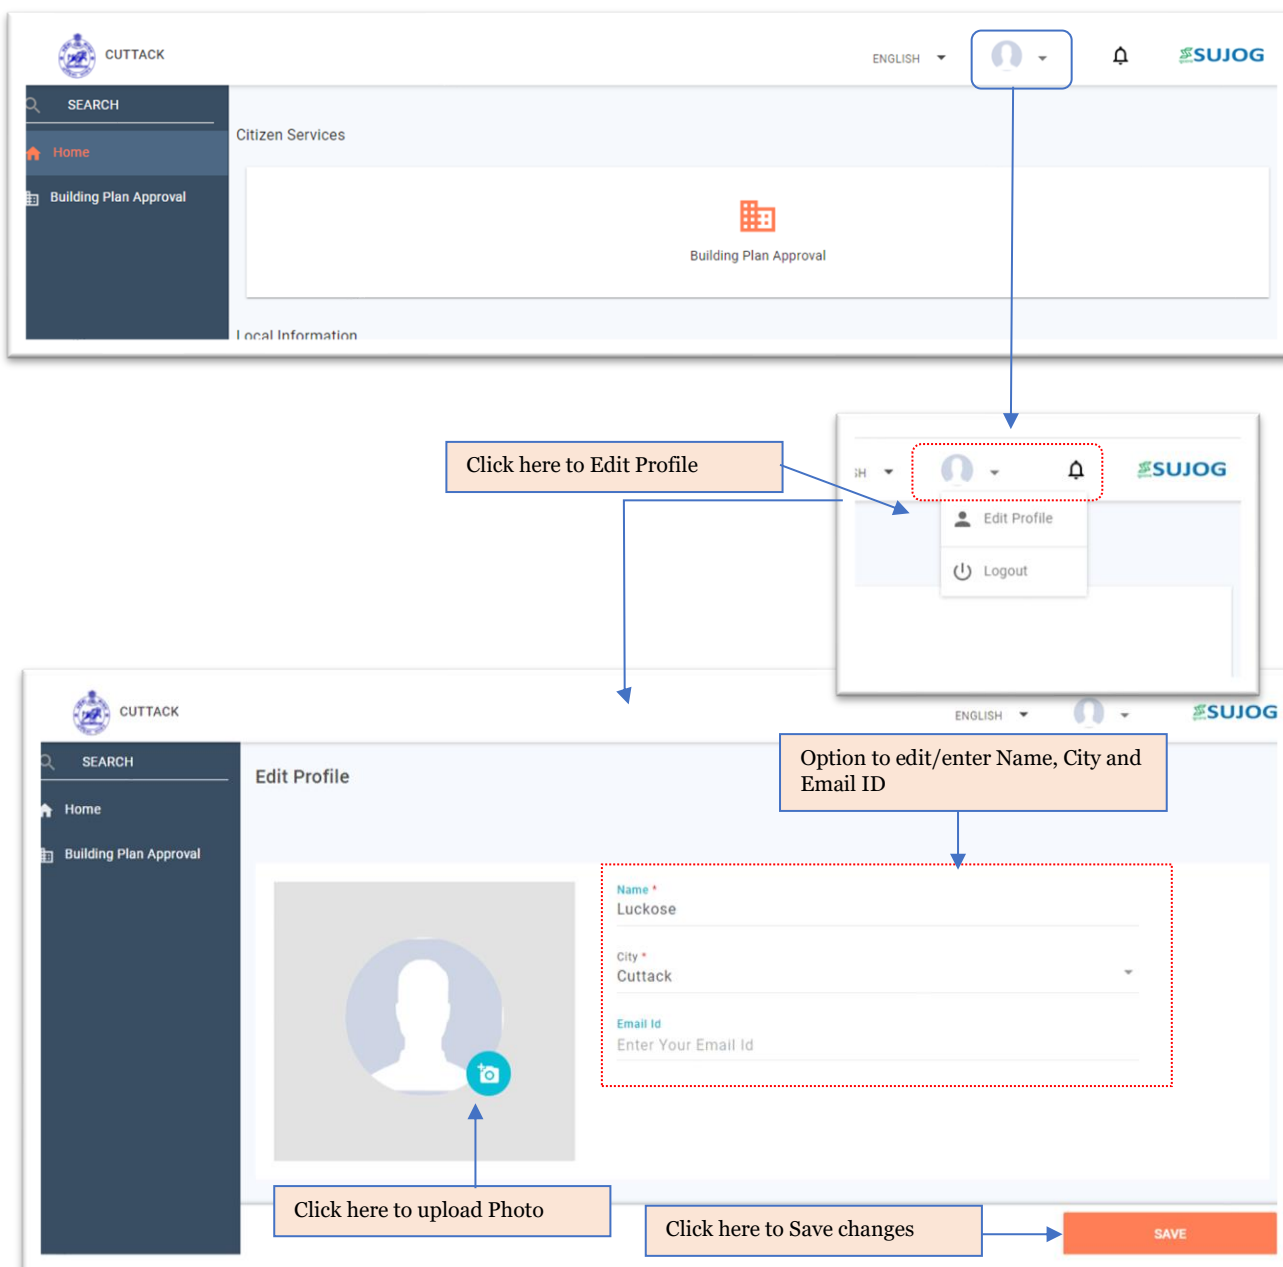 CUTTACK
ENGLISH
SUJOG
SEARCH
Home
Building Plan Approval
Citizen Services
Building Plan Approval
Local Information
Click here to Edit Profile
SH
SUJOG
Edit Profile
Logout
CUTTACK
ENGLISH
SUJOG
SEARCH
Home
Building Plan Approval
Edit Profile
Option to edit/enter Name, City and
Email ID
Name *
Luckose
City *
Cuttack
Email Id
Enter Your Email Id
Click here to upload Photo
Click here to Save changes
SAVE